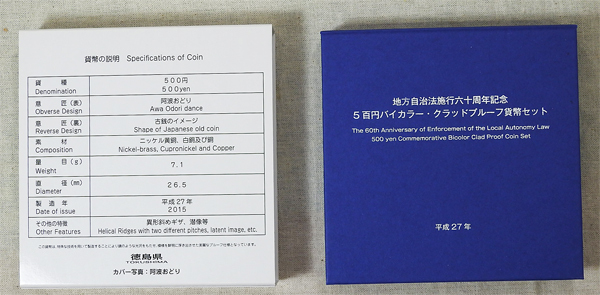 貨幣の説明 Specifications of Coin
貨種 500円
Denomination 500yen
意匠(表) 阿波おどり
Obverse Design Awa Odori dance
意匠(裏) 古銭のイメージ
Reverse Design Shape of Japanese old coin
素材 ニッケル黄銅、白銅及び銅
Composition Nickel-brass, Cupronickel and Copper
量目(g) 7.1
Weight
直径(㎜) 26.5
Diameter
製造年 平成27年
Date of issue 2015
その他の特徴 異形斜めギザ、潜像等
Other Features Helical Ridges with two different pitches, latent image, etc.
徳島県
TOKUSHIMA
カバー写真:阿波おどり
地方自治法施行六十周年記念
5百円バイカラー・クラッドプルーフ貨幣セット
The 60th Anniversary of Enforcement of the Local Autonomy Law
500 yen Commemorative Bicolor Clad Proof Coin Set
平成27年